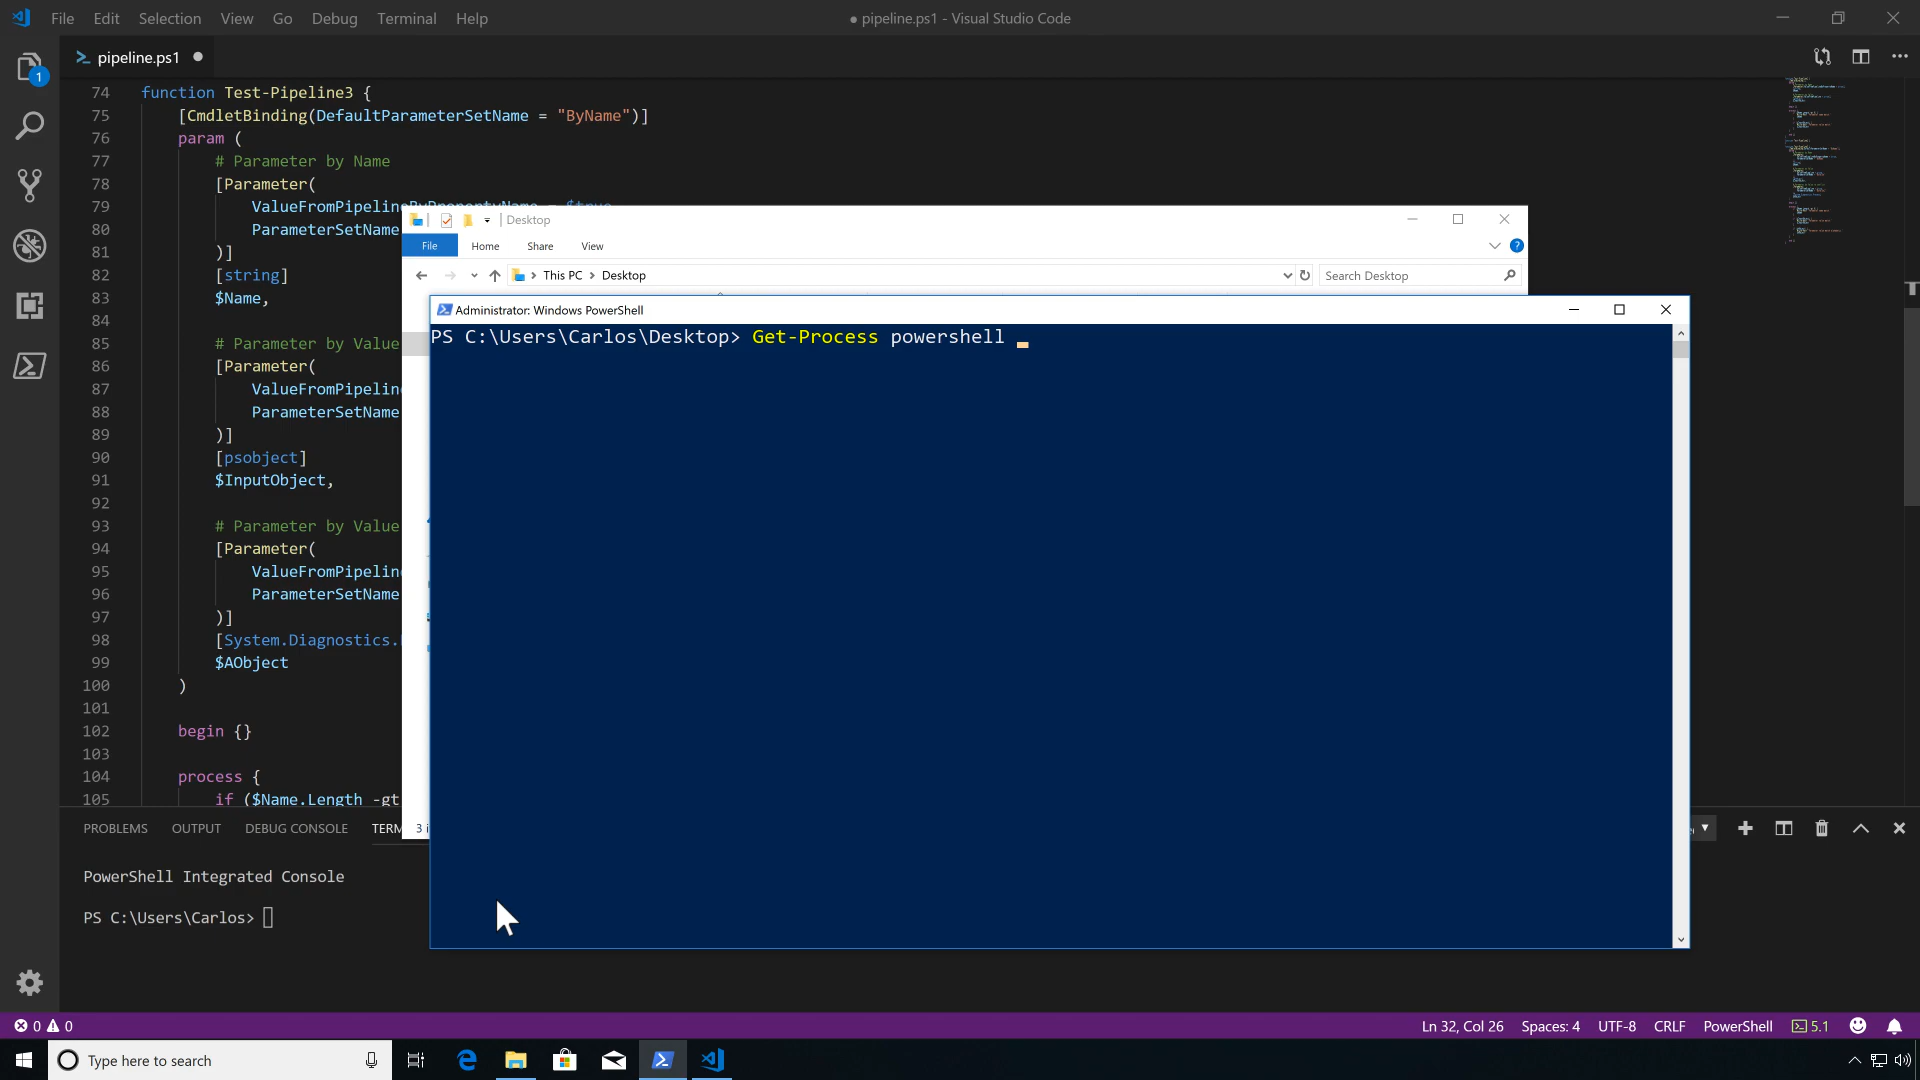 File Edit Selection View Go Debug Terminal Help
● pipeline.ps1 - Visual Studio Code
pipeline.ps1 ●
74 function Test-Pipeline3 {
75 [CmdletBinding(DefaultParameterSetName = "ByName")]
76 param (
77 # Parameter by Name
78 [Parameter(
79 ValueFromPipelineByPropertyName = $true,
80 ParameterSetName
81 )]
82 [string]
83 $Name,
84
85 # Parameter by Value
86 [Parameter(
87 ValueFromPipeline
88 ParameterSetName
89 )]
90 [psobject]
91 $InputObject,
92
93 # Parameter by Value
94 [Parameter(
95 ValueFromPipeline
96 ParameterSetName
97 )]
98 [System.Diagnostics.
99 $AObject
100 )
101
102 begin {}
103
104 process {
105 if ($Name.Length -gt
Desktop
File Home Share View
This PC > Desktop
Search Desktop
Administrator: Windows PowerShell
PS C:\Users\Carlos\Desktop> Get-Process powershell _
PROBLEMS OUTPUT DEBUG CONSOLE TERM
3 i
PowerShell Integrated Console
PS C:\Users\Carlos>
0 0
Ln 32, Col 26 Spaces: 4 UTF-8 CRLF PowerShell 5.1
Type here to search